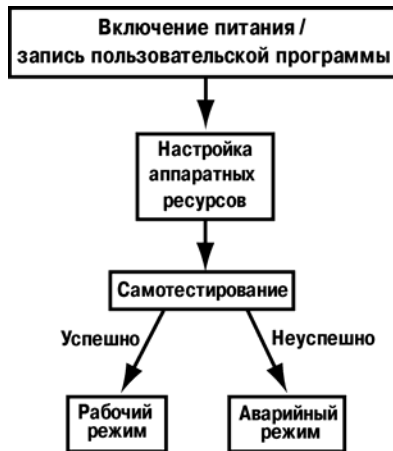 Включение питания /
запись пользовательской программы
Настройка
аппаратных
ресурсов
Самотестирование
Успешно
Неуспешно
Рабочий
режим
Аварийный
режим